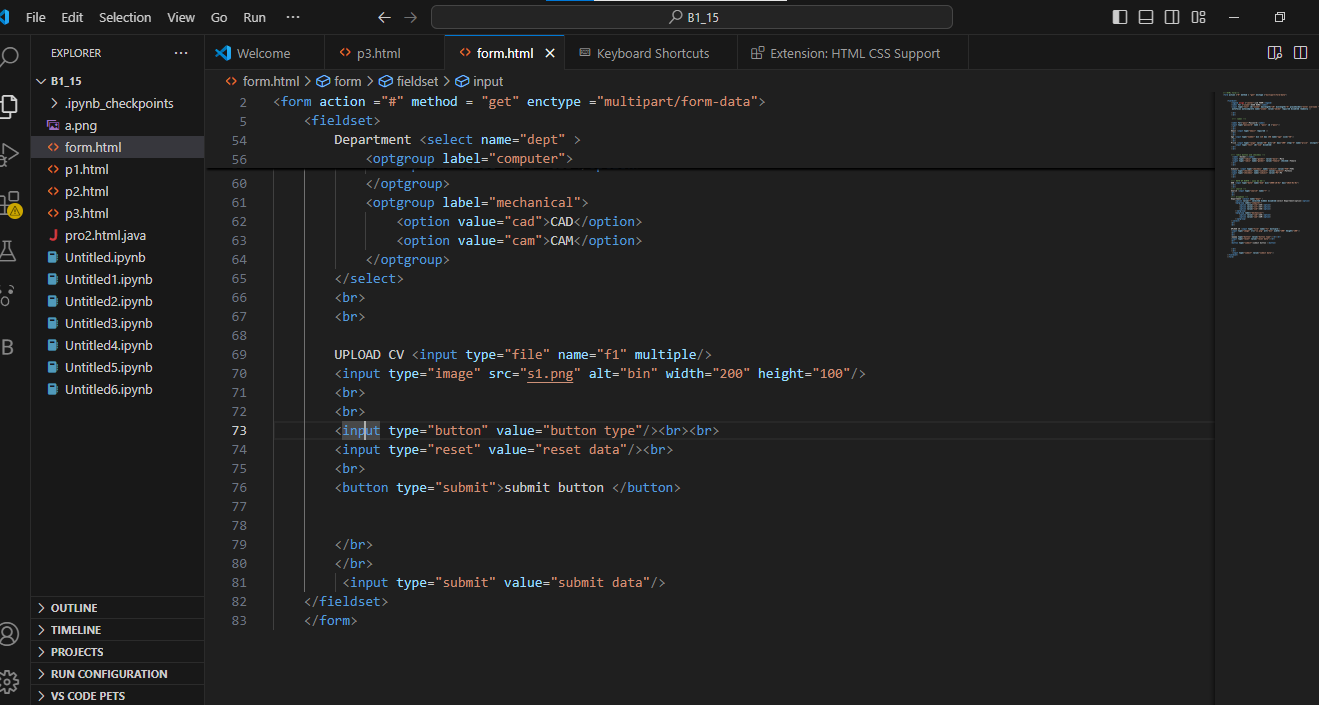 File Edit Selection View Go Run ···
B1_15
EXPLORER ···
B1_15
.ipynb_checkpoints
a.png
form.html
p1.html
p2.html
p3.html
pro2.html.java
Untitled.ipynb
Untitled1.ipynb
Untitled2.ipynb
Untitled3.ipynb
Untitled4.ipynb
Untitled5.ipynb
Untitled6.ipynb
OUTLINE
TIMELINE
PROJECTS
RUN CONFIGURATION
VS CODE PETS
Welcome p3.html form.html Keyboard Shortcuts Extension: HTML CSS Support
form.html > form > fieldset > input
2 <form action ="#" method = "get" enctype ="multipart/form-data">
5 <fieldset>
54 Department <select name="dept" >
56 <optgroup label="computer">
60 </optgroup>
61 <optgroup label="mechanical">
62 <option value="cad">CAD</option>
63 <option value="cam">CAM</option>
64 </optgroup>
65 </select>
66 <br>
67 <br>
68
69 UPLOAD CV <input type="file" name="f1" multiple/>
70 <input type="image" src="s1.png" alt="bin" width="200" height="100"/>
71 <br>
72 <br>
73 <input type="button" value="button type"/><br><br>
74 <input type="reset" value="reset data"/><br>
75 <br>
76 <button type="submit">submit button </button>
77
78
79 </br>
80 </br>
81 <input type="submit" value="submit data"/>
82 </fieldset>
83 </form>